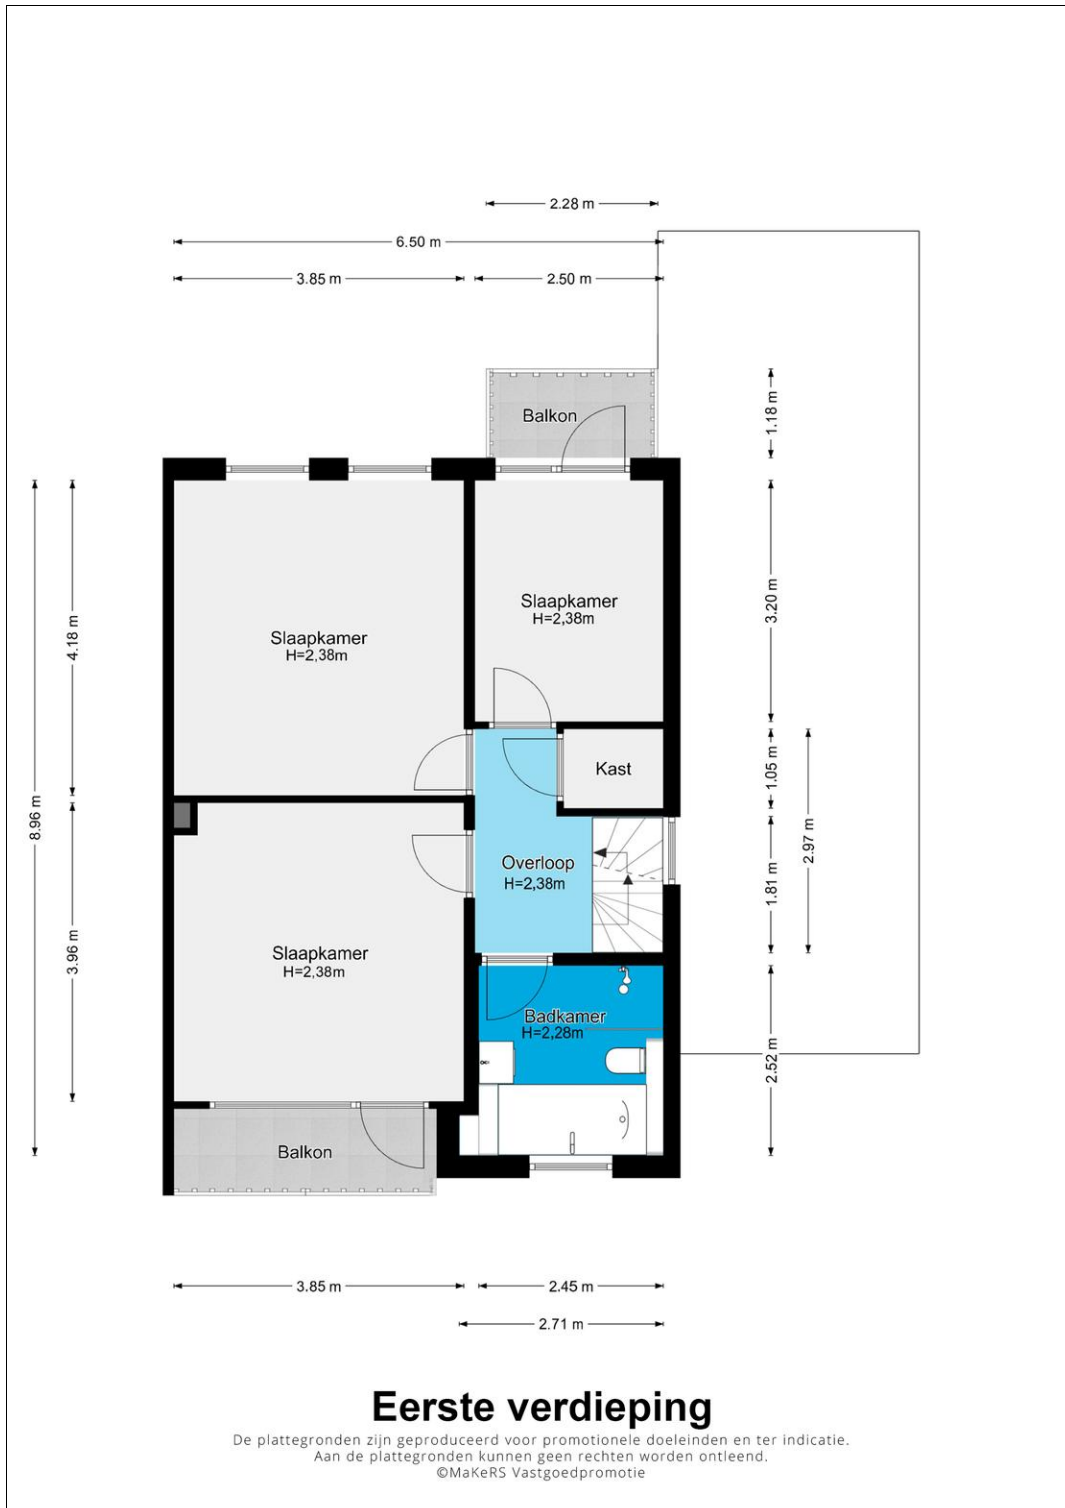 2.28 m
6.50 m
3.85 m
2.50 m
Balkon
1.18 m
Slaapkamer
H=2,38m
Slaapkamer
H=2,38m
3.20 m
4.18 m
Kast
1.05 m
8.96 m
2.97 m
Overloop
H=2,38m
1.81 m
Slaapkamer
H=2,38m
3.96 m
Badkamer
H=2,28m
2.52 m
Balkon
3.85 m
2.45 m
2.71 m
Eerste verdieping
De plattegronden zijn geproduceerd voor promotionele doeleinden en ter indicatie.
Aan de plattegronden kunnen geen rechten worden ontleend.
©MaKeRS Vastgoedpromotie